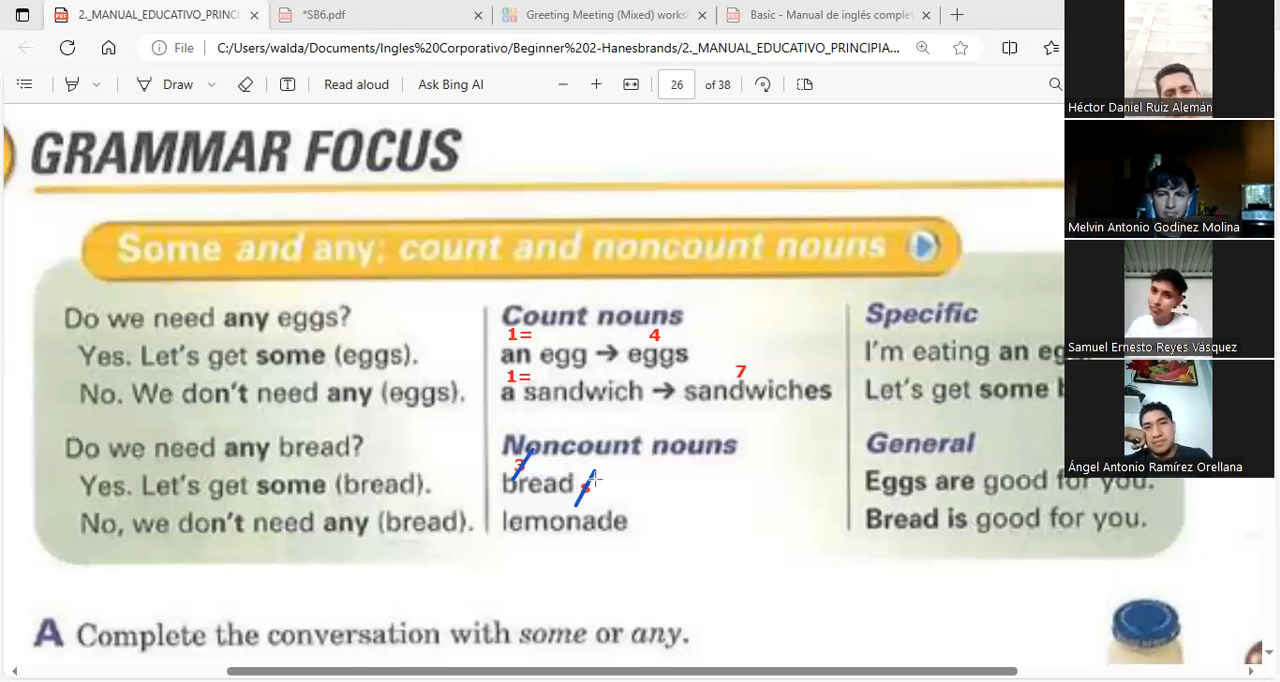 2._MANUAL_EDUCATIVO_PRINCI
*SB6.pdf
Greeting Meeting (Mixed) works
Basic - Manual de inglés comple
File
C:/Users/walda/Documents/Ingles%20Corporativo/Beginner%202-Hanesbrands/2._MANUAL_EDUCATIVO_PRINCIPIA...
Draw
Read aloud
Ask Bing AI
26
of 38
GRAMMAR FOCUS
Some and any; count and noncount nouns
Do we need any eggs?
Yes. Let's get some (eggs).
No. We don't need any (eggs).
Do we need any bread?
Yes. Let's get some (bread).
No, we don't need any (bread).
Count nouns
1= 4
an egg → eggs
1= 7
a sandwich → sandwiches
Noncount nouns
3
bread s
lemonade
Specific
I'm eating an eg
Let's get some b
General
Eggs are good for you.
Bread is good for you.
A Complete the conversation with some or any.
Héctor Daniel Ruiz Alemán
Melvin Antonio Godinez Molina
Samuel Ernesto Reyes Vásquez
Ángel Antonio Ramírez Orellana